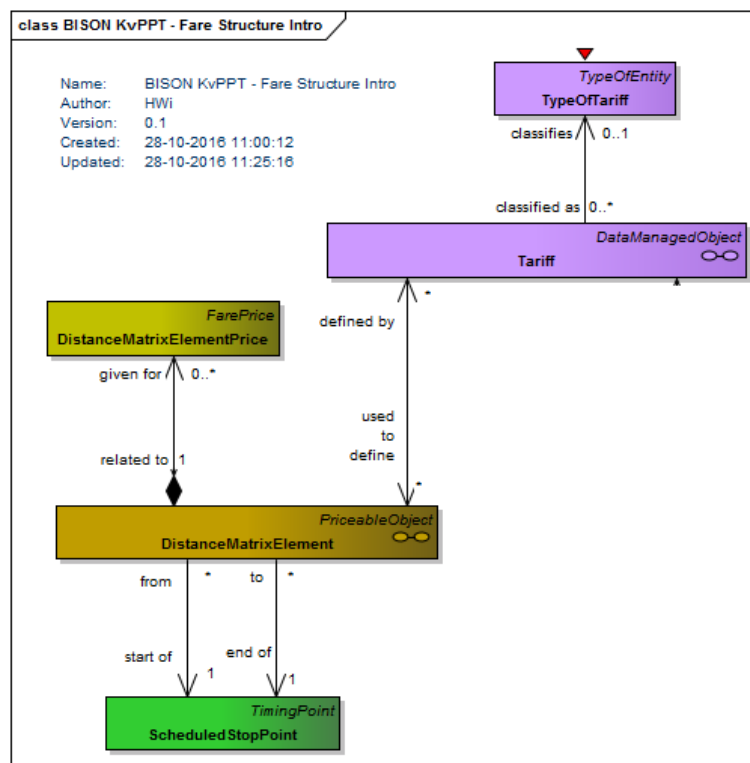 class BISON KvPPT - Fare Structure Intro
Name: BISON KvPPT - Fare Structure Intro
Author: HWi
Version: 0.1
Created: 28-10-2016 11:00:12
Updated: 28-10-2016 11:25:16
TypeOfEntity
TypeOfTariff
classifies 0..1
classified as 0..*
DataManagedObject
Tariff
*
defined by
FarePrice
DistanceMatrixElementPrice
given for 0..*
used
to
define
related to 1
*
PriceableObject
DistanceMatrixElement
from * to *
start of 1 end of 1
TimingPoint
ScheduledStopPoint